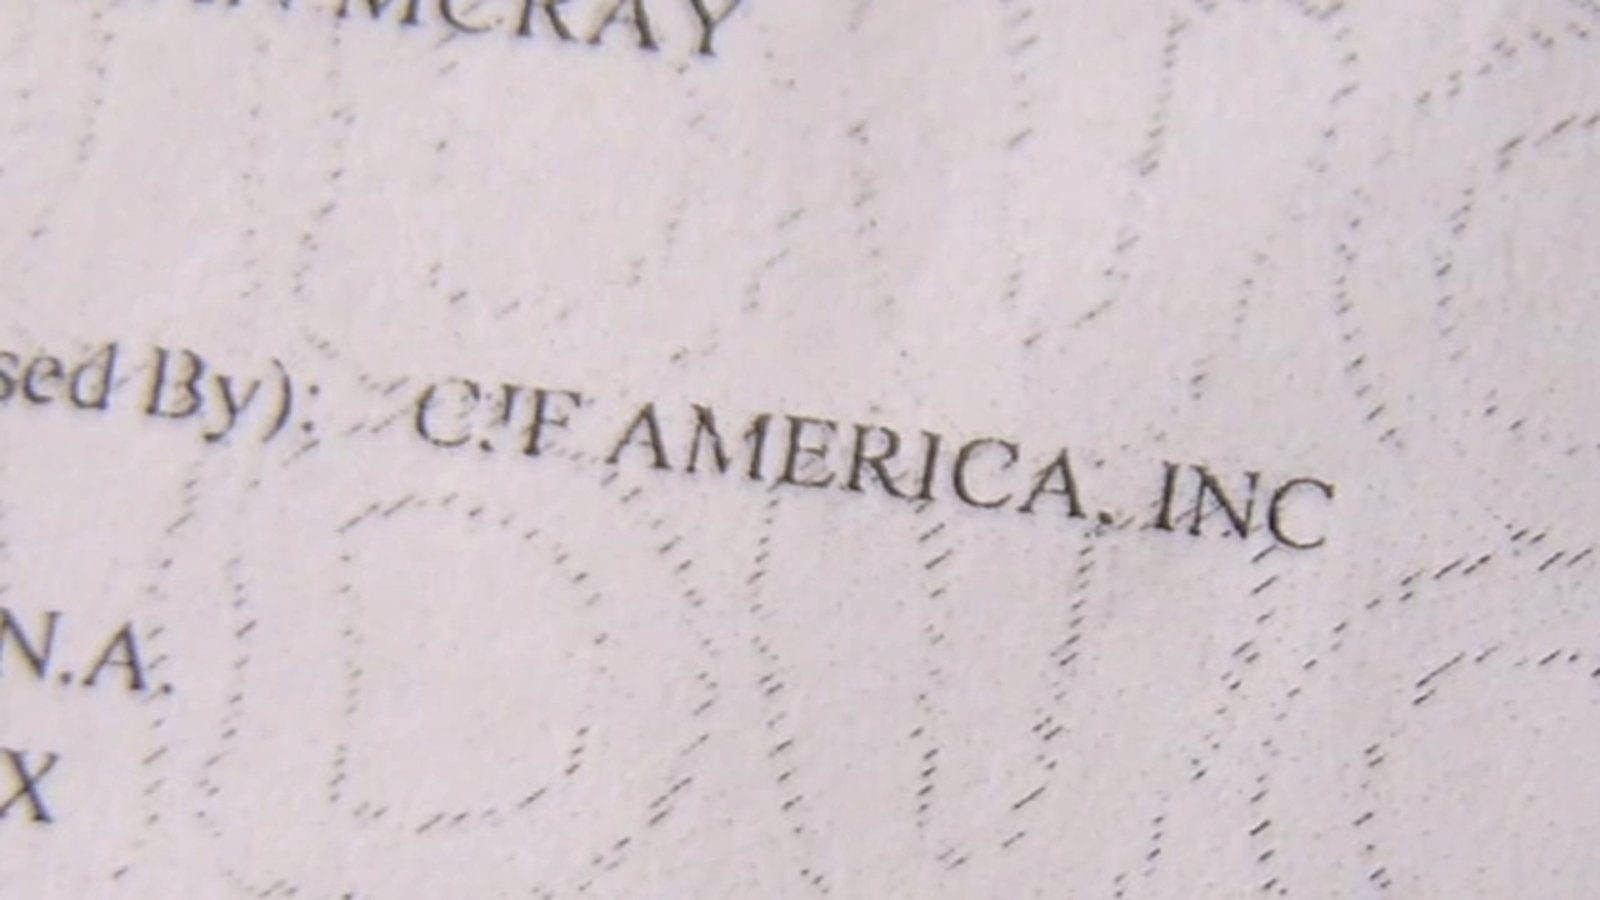 MCRAY
sed By): C.I.F AMERICA, INC
N.A.
X